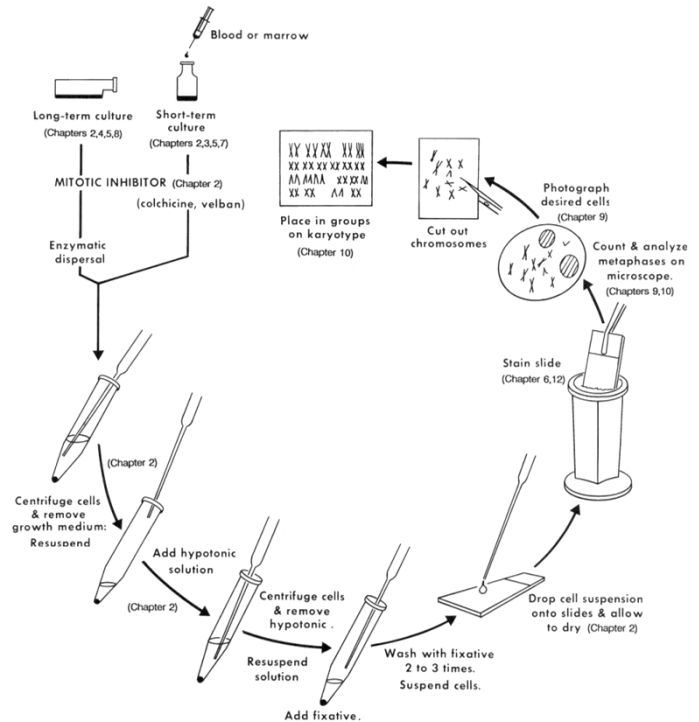 Blood or marrow
Long-term culture
(Chapters 2,4,5,8)
Short-term
culture
(Chapters 2,3,5,7)
MITOTIC INHIBITOR (Chapter 2)
(colchicine, velban)
Enzymatic
dispersal
(Chapter 2)
Centrifuge cells
& remove
growth medium:
Resuspend
Add hypotonic
solution
(Chapter 2)
Centrifuge cells
& remove
hypotonic .
Resuspend
solution
Add fixative.
Wash with fixative
2 to 3 times.
Suspend cells.
Drop cell suspension
onto slides & allow
to dry (Chapter 2)
Stain slide
(Chapter 6,12)
Count & analyze
metaphases on
microscope.
(Chapters 9,10)
Photograph
desired cells
(Chapter 9)
Cut out
chromosomes
Place in groups
on karyotype
(Chapter 10)